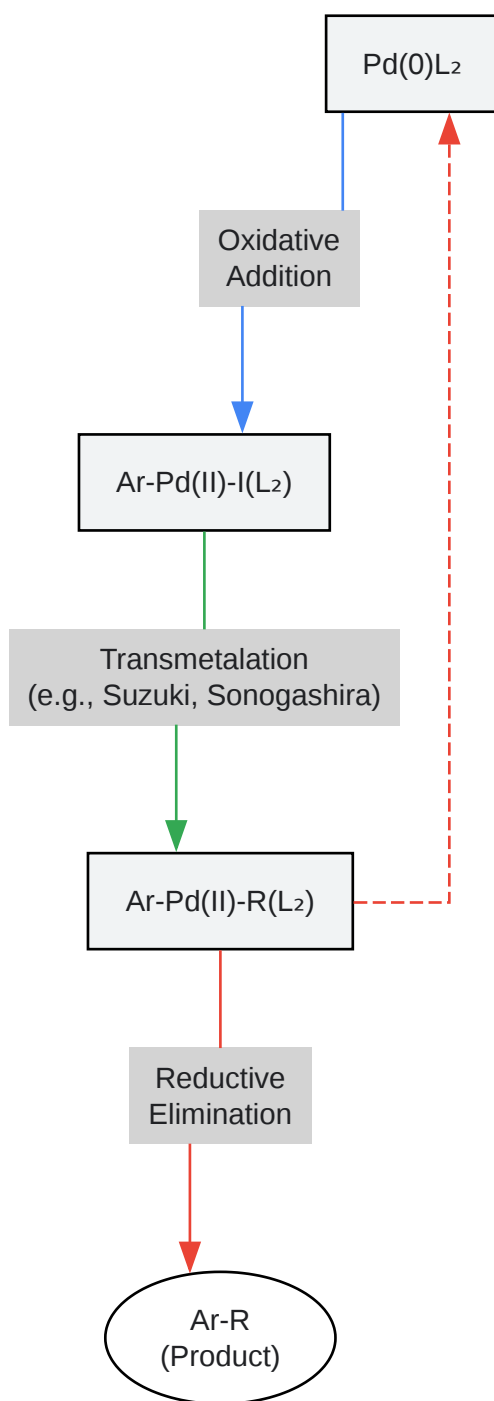 Pd(0)L₂
Oxidative
Addition
Ar-Pd(II)-I(L₂)
Transmetalation
(e.g., Suzuki, Sonogashira)
Ar-Pd(II)-R(L₂)
Reductive
Elimination
Ar-R
(Product)